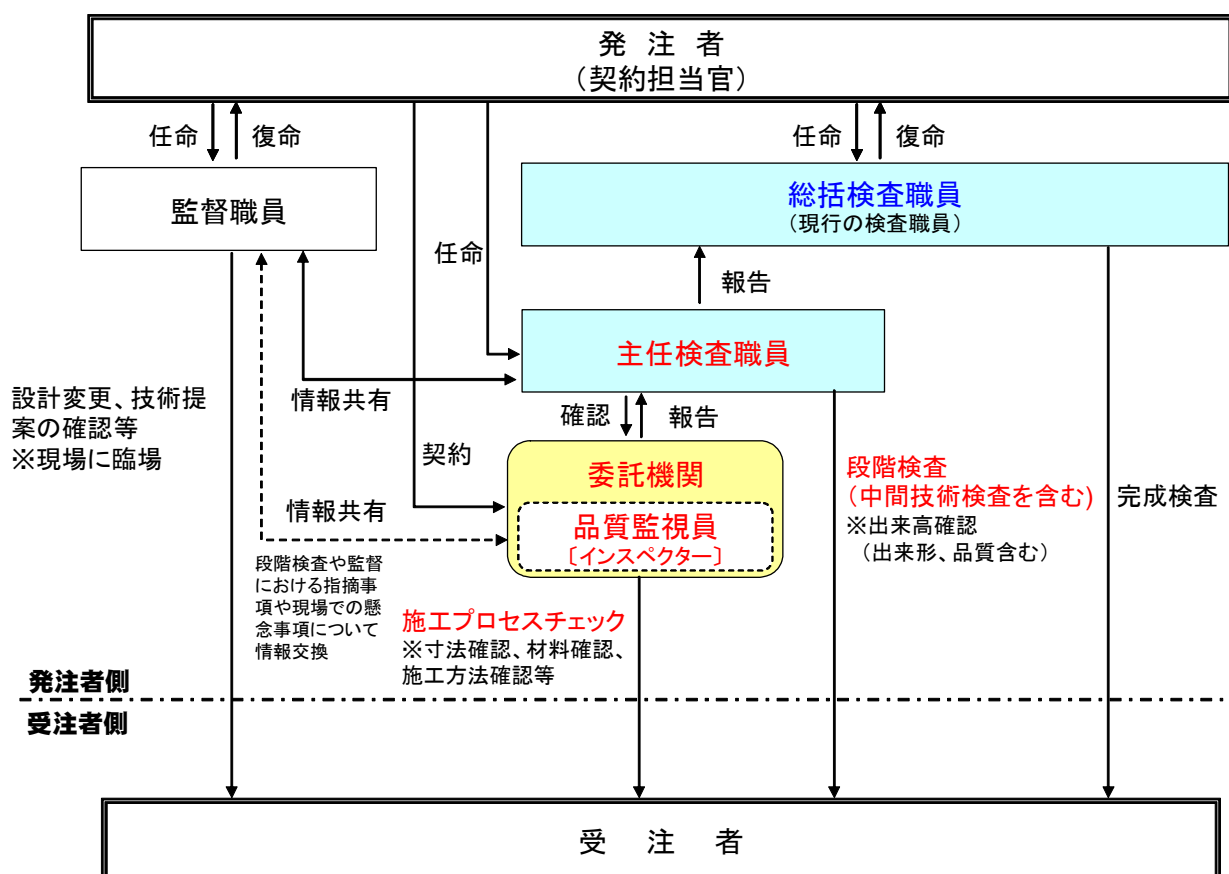 発 注 者
（契約担当官）
任命
復命
任命
復命
監督職員
総括検査職員
（現行の検査職員）
任命
報告
主任検査職員
情報共有
確認
報告
設計変更、技術提
案の確認等
※現場に臨場
契約
委託機関
品質監視員
〔インスペクター〕
段階検査
（中間技術検査を含む）
※出来高確認
（出来形、品質含む）
完成検査
情報共有
段階検査や監督
における指摘事
項や現場での懸
念事項について
情報交換
施工プロセスチェック
※寸法確認、材料確認、
施工方法確認等
発注者側
受注者側
受 注 者